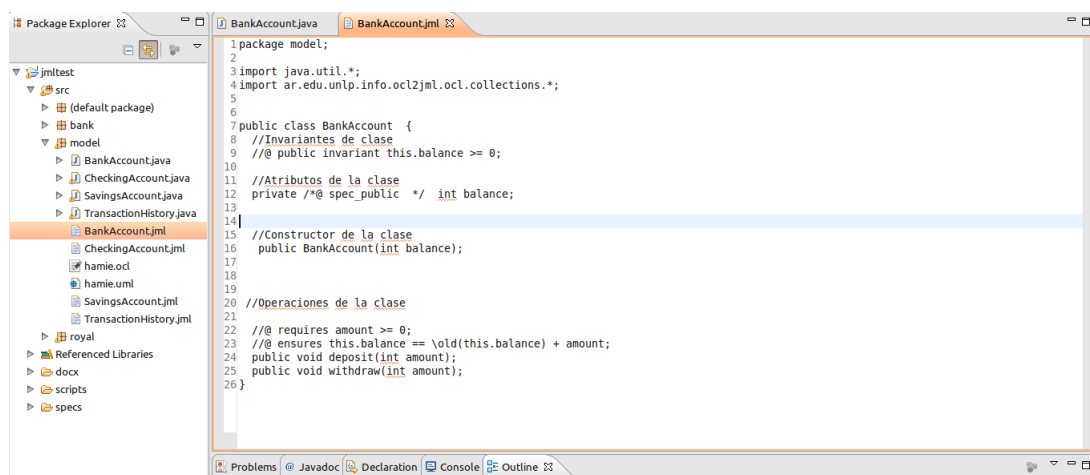 Package Explorer
jmltest
src
(default package)
bank
model
BankAccount.java
CheckingAccount.java
SavingsAccount.java
TransactionHistory.java
BankAccount.jml
CheckingAccount.jml
hamie.ocl
hamie.uml
SavingsAccount.jml
TransactionHistory.jml
royal
Referenced Libraries
docx
scripts
specs
BankAccount.java
BankAccount.jml
1 package model;
2
3 import java.util.*;
4 import ar.edu.unlp.info.ocl2jml.ocl.collections.*;
5
6
7 public class BankAccount  {
8   //Invariantes de clase
9   //@ public invariant this.balance >= 0;
10
11   //Atributos de la clase
12   private /*@ spec_public  */  int balance;
13
14
15   //Constructor de la clase
16    public BankAccount(int balance);
17
18
19
20  //Operaciones de la clase
21
22   //@ requires amount >= 0;
23   //@ ensures this.balance == \old(this.balance) + amount;
24   public void deposit(int amount);
25   public void withdraw(int amount);
26 }
Problems @ Javadoc Declaration Console Outline